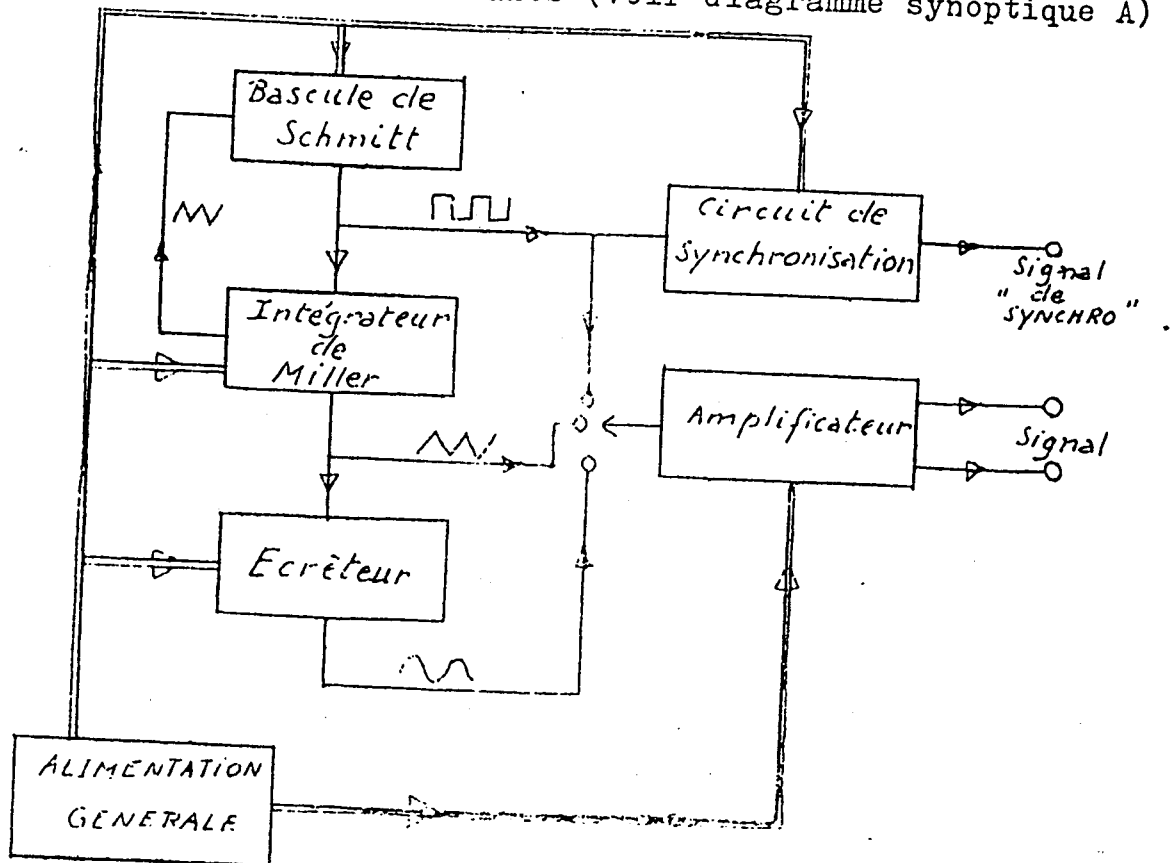 (voir diagramme synoptique A)
Bascule de
Schmitt
Circuit de
Synchronisation
Signal
" de
SYNCHRO "
Intégrateur
de
Miller
Amplificateur
Signal
Ecrêteur
ALIMENTATION
GENERALE